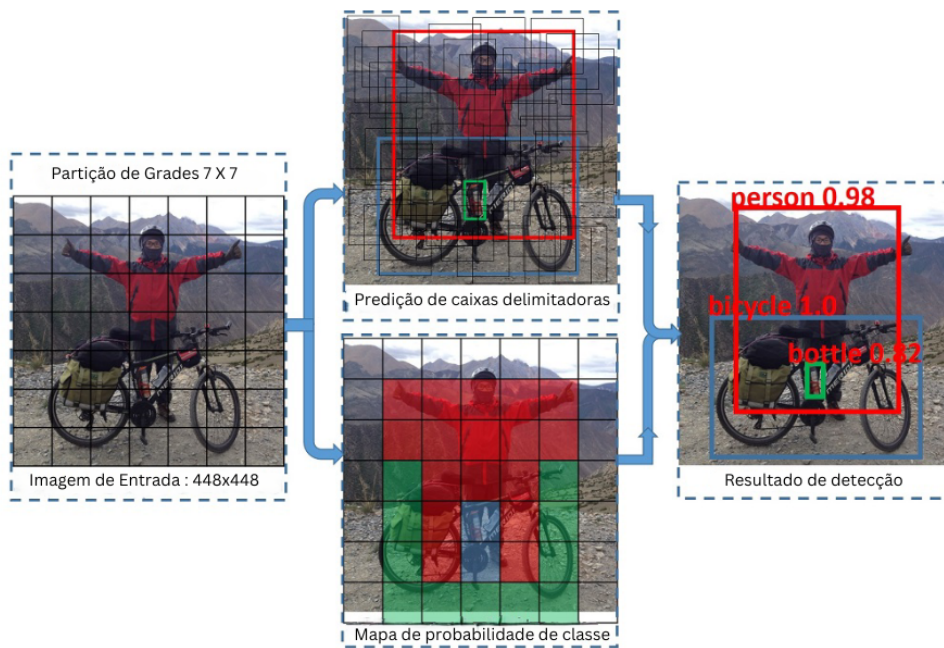 Partição de Grades 7 X 7
Imagem de Entrada : 448x448
Predição de caixas delimitadoras
Mapa de probabilidade de classe
person 0.98
bicycle 1.0
bottle 0.82
Resultado de detecção